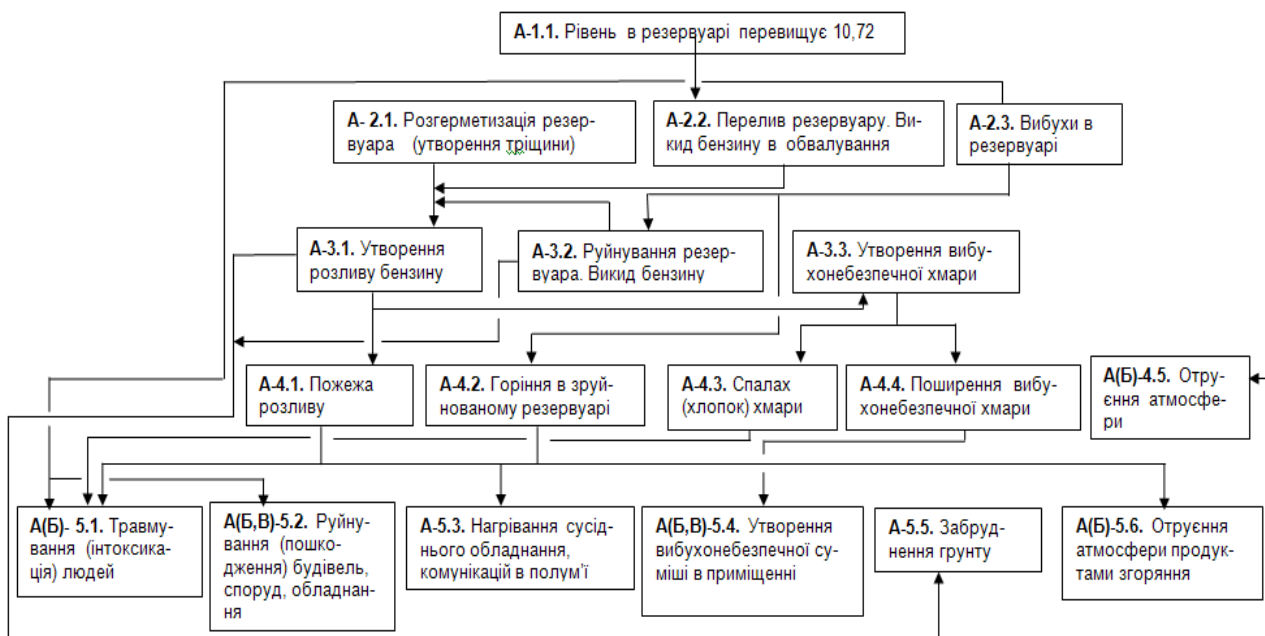 А-1.1. Рівень в резервуарі перевищує 10,72
А- 2.1. Розгерметизація резер-
вуара (утворення тріщини)
А-2.2. Перелив резервуару. Ви-
кид бензину в обвалування
А-2.3. Вибухи в
резервуарі
А-3.1. Утворення
розливу бензину
А-3.2. Руйнування резер-
вуара. Викид бензину
А-3.3. Утворення вибу-
хонебезпечної хмари
А-4.1. Пожежа
розливу
А-4.2. Горіння в зруй-
нованому резервуарі
А-4.3. Спалах
(хлопок) хмари
А-4.4. Поширення вибу-
хонебезпечної хмари
А(Б)-4.5. Отру-
єння атмосфе-
ри
А(Б)- 5.1. Травму-
вання (інтоксика-
ція) людей
А(Б,В)-5.2. Руйну-
вання (пошко-
дження) будівель,
споруд, обладнан-
ня
А-5.3. Нагрівання сусід-
нього обладнання,
комунікацій в полум’ї
А(Б,В)-5.4. Утворення
вибухонебезпечної су-
міші в приміщенні
А-5.5. Забруд-
нення грунту
А(Б)-5.6. Отруєння
атмосфери продук-
тами згоряння